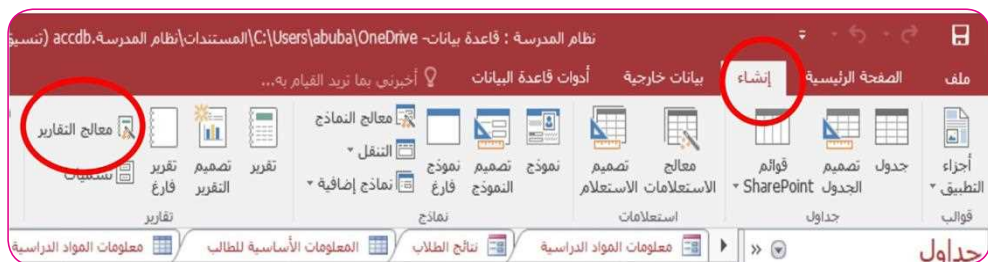 نظام المدرسة : قاعدة بيانات- C:\Users\abuba\OneDrive\المستندات\نظام المدرسة.accdb (تنسيق
ملف الصفحة الرئيسية إنشاء بيانات خارجية أدوات قاعدة البيانات أخبرني بما تريد القيام به...
أجزاء التطبيق
جدول
تصميم الجدول
قوائم SharePoint
معالج الاستعلامات
تصميم الاستعلام
نموذج
تصميم النموذج
نموذج فارغ
معالج النماذج
التنقل
نماذج إضافية
تقرير
تصميم التقرير
تقرير فارغ
معالج التقارير
تسميات
قوالب جداول استعلامات نماذج تقارير
جداول » معلومات المواد الدراسية نتائج الطلاب المعلومات الأساسية للطالب معلومات المواد الدراسية